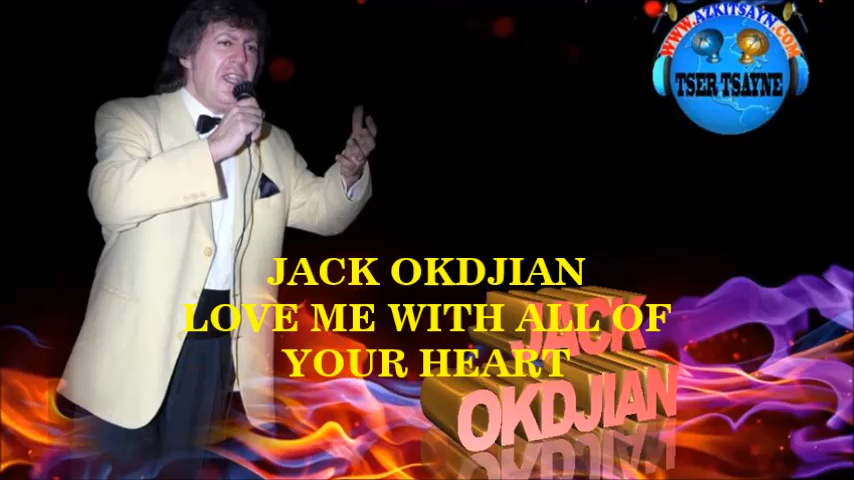 WWW.AZKITSAYN.COM
TSER TSAYNE
JACK OKDJIAN
LOVE ME WITH ALL OF
YOUR HEART
JACK
OKDJIAN